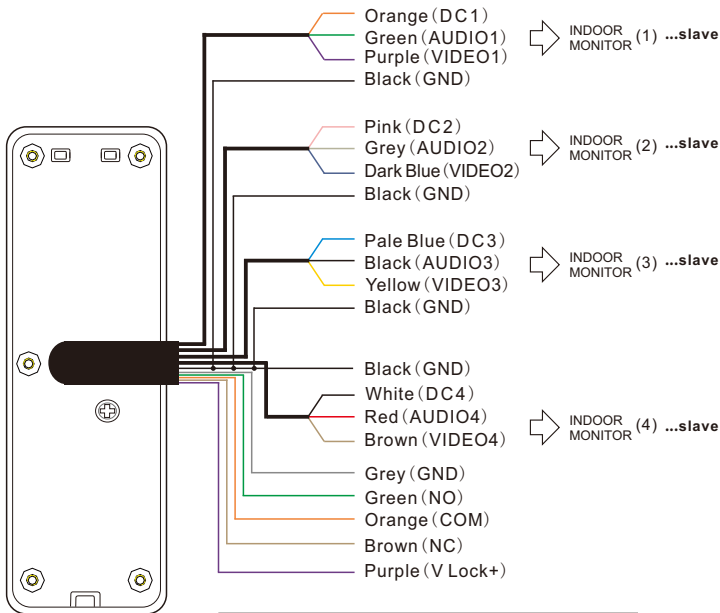 Orange(DC1)
Green(AUDIO1)
Purple(VIDEO1)
Black(GND)
INDOOR MONITOR (1) ...slave
Pink(DC2)
Grey(AUDIO2)
Dark Blue(VIDEO2)
Black(GND)
INDOOR MONITOR (2) ...slave
Pale Blue(DC3)
Black(AUDIO3)
Yellow(VIDEO3)
Black(GND)
INDOOR MONITOR (3) ...slave
Black(GND)
White(DC4)
Red(AUDIO4)
Brown(VIDEO4)
INDOOR MONITOR (4) ...slave
Grey(GND)
Green(NO)
Orange(COM)
Brown(NC)
Purple(V Lock+)